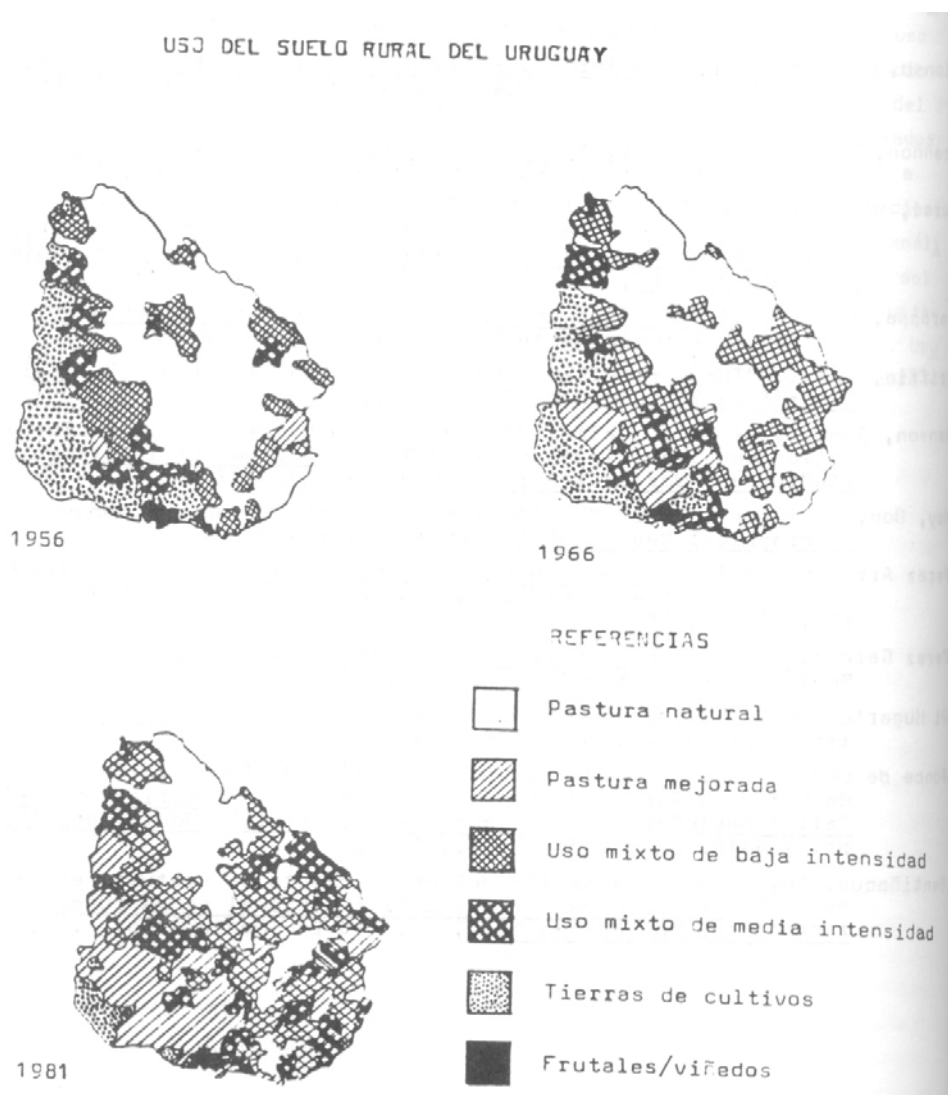 USO DEL SUELO RURAL DEL URUGUAY
1956
1966
REFERENCIAS
Pastura natural
Pastura mejorada
Uso mixto de baja intensidad
Uso mixto de media intensidad
Tierras de cultivos
Frutales/viñedos
1981